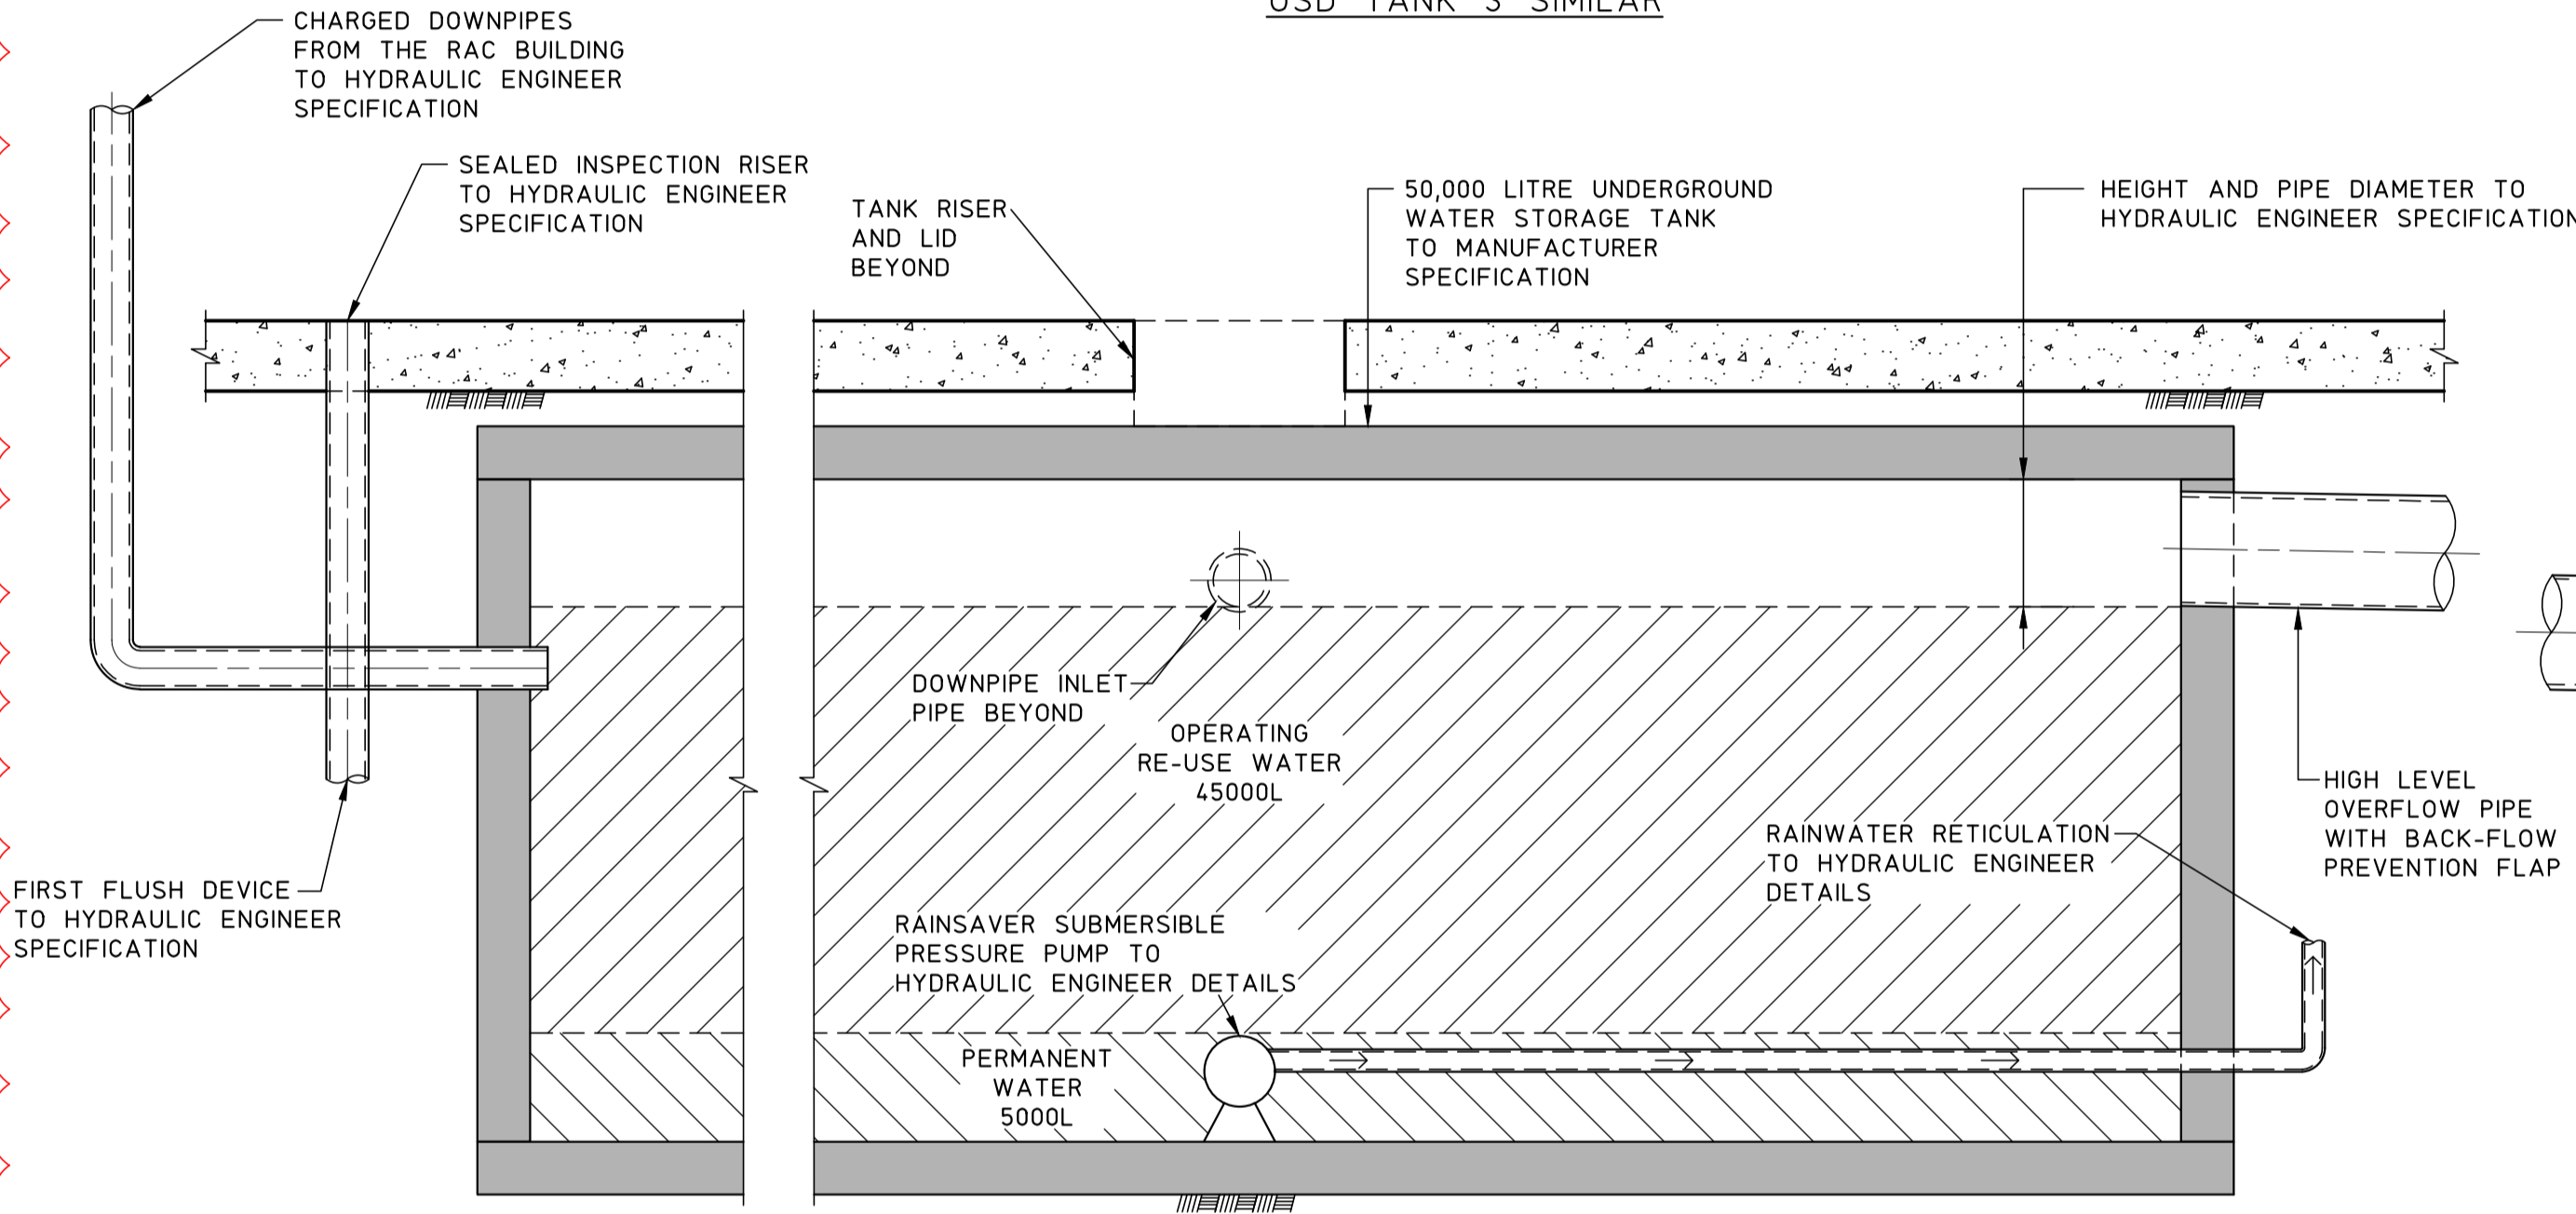 TANK 3 SIMILAR
CHARGED DOWNPIPES
FROM THE RAC BUILDING
TO HYDRAULIC ENGINEER
SPECIFICATION
SEALED INSPECTION RISER
TO HYDRAULIC ENGINEER
SPECIFICATION
TANK RISER
AND LID
BEYOND
50,000 LITRE UNDERGROUND
WATER STORAGE TANK
TO MANUFACTURER
SPECIFICATION
HEIGHT AND PIPE DIAMETER TO
HYDRAULIC ENGINEER SPECIFICATION
DOWNPIPE INLET
PIPE BEYOND
OPERATING
RE-USE WATER
45000L
HIGH LEVEL
OVERFLOW PIPE
WITH BACK-FLOW
PREVENTION FLAP
RAINWATER RETICULATION
TO HYDRAULIC ENGINEER
DETAILS
FIRST FLUSH DEVICE
TO HYDRAULIC ENGINEER
SPECIFICATION
RAINSAVER SUBMERSIBLE
PRESSURE PUMP TO
HYDRAULIC ENGINEER DETAILS
PERMANENT
WATER
5000L